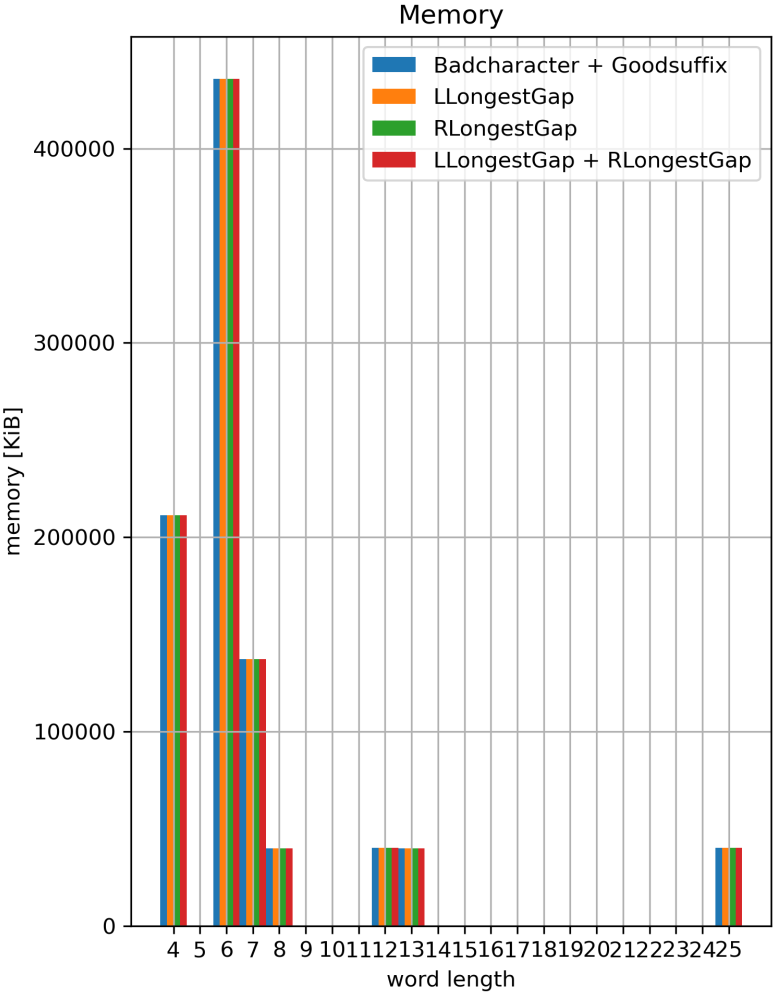 Memory
Badcharacter + Goodsuffix
LLongestGap
RLongestGap
LLongestGap + RLongestGap
400000
300000
200000
100000
0
memory [KiB]
4 5 6 7 8 9 10 11 12 13 14 15 16 17 18 19 20 21 22 23 24 25
word length